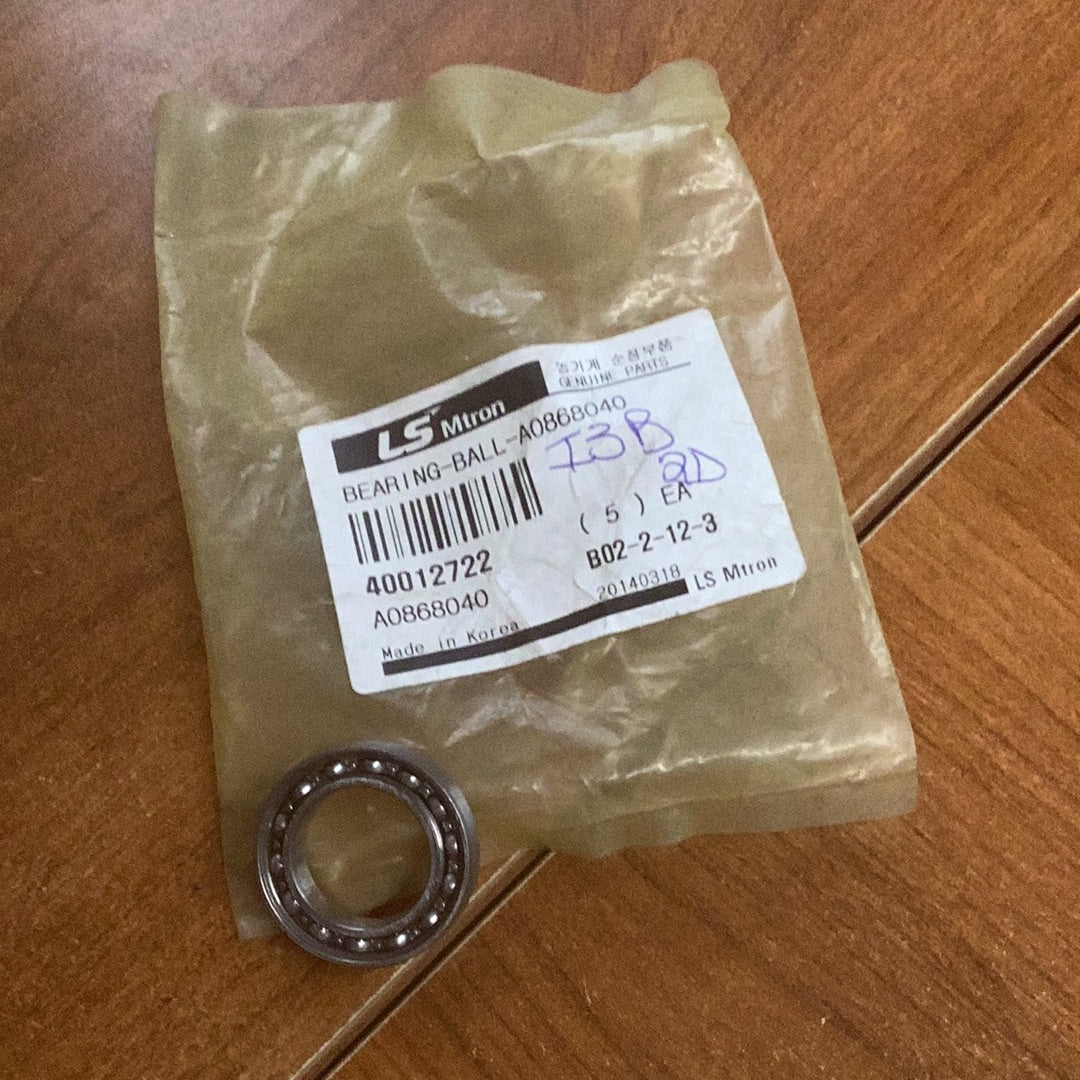 농기계 순정부품
GENUINE PARTS
LS Mtron
BEARING-BALL-A0868040
I3B
2D
( 5 ) EA
40012722
B02-2-12-3
A0868040
20140318
LS Mtron
Made in Korea